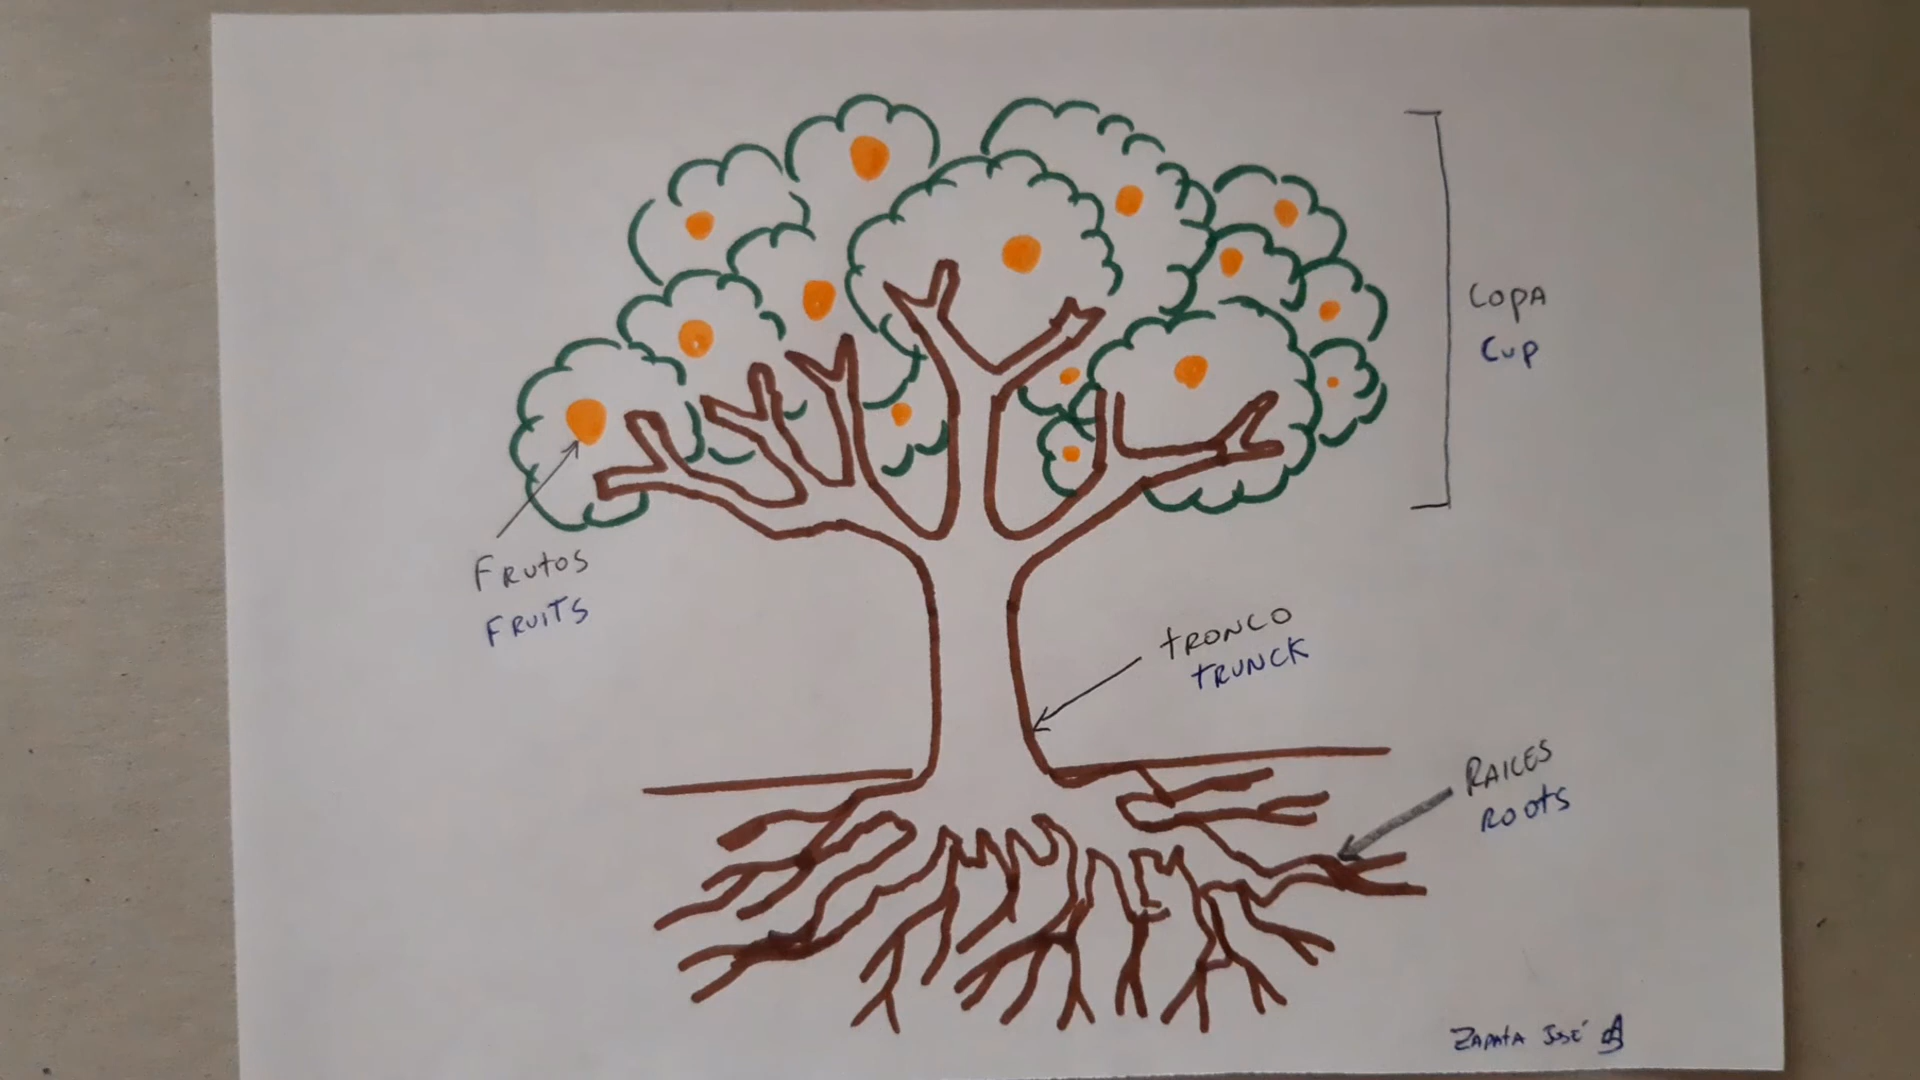 COPA
CUP
FRUTOS
FRUITS
TRONCO
TRUNCK
RAICES
ROOTS
ZAPATA JOSÉ